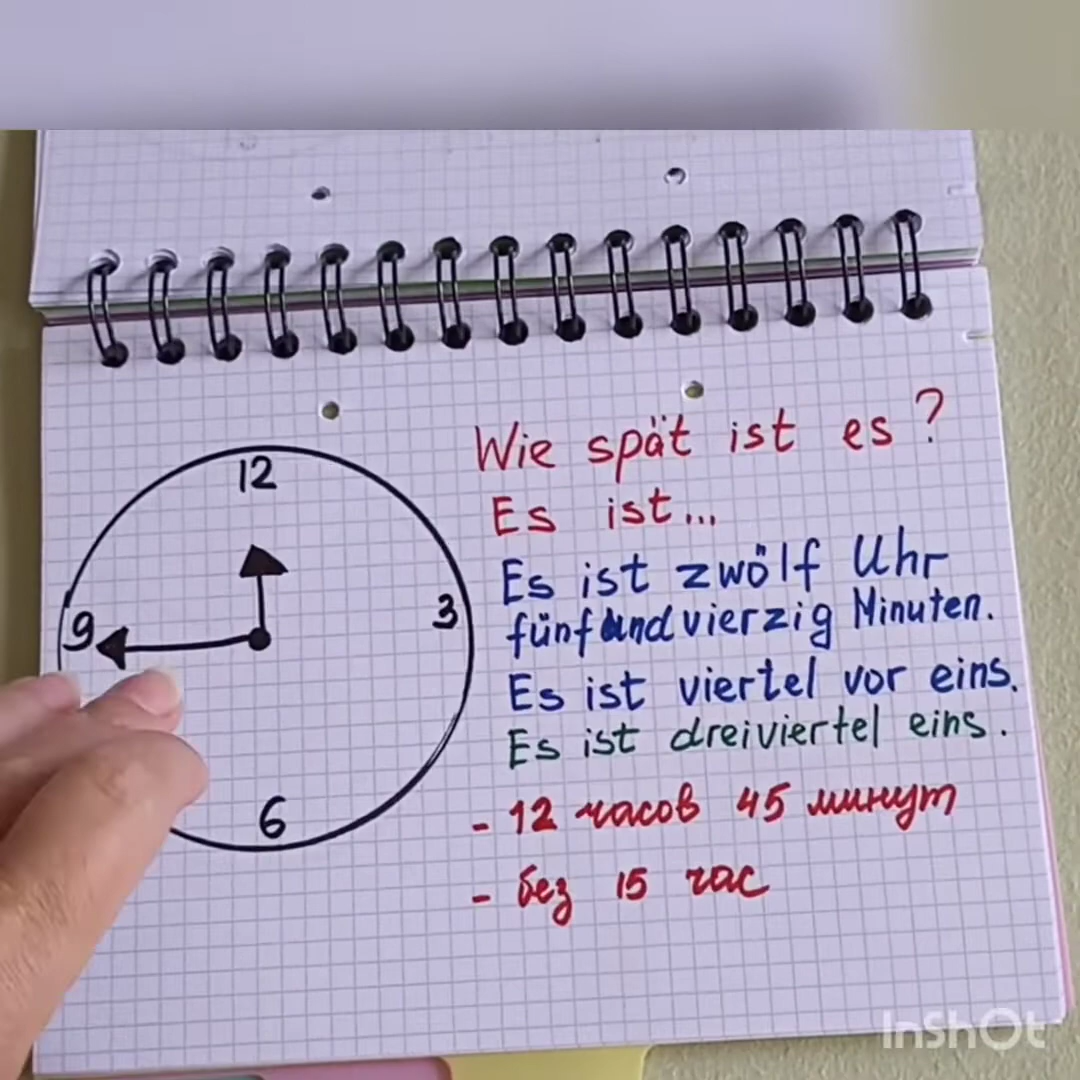 Wie spät ist es?
Es ist...
Es ist zwölf Uhr
fünfundvierzig Minuten.
Es ist viertel vor eins.
Es ist dreiviertel eins.
- 12 часов 45 минут
- без 15 час
12
9
3
6
InShOt